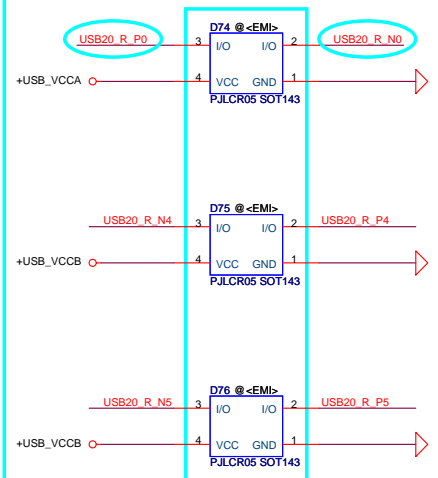 D74 @<EMI>
USB20_R_P0 3 I/O I/O 2 USB20_R_N0
+USB_VCCA 4 VCC GND 1
PJLCR05 SOT143
D75 @<EMI>
USB20_R_N4 3 I/O I/O 2 USB20_R_P4
+USB_VCCB 4 VCC GND 1
PJLCR05 SOT143
D76 @<EMI>
USB20_R_N5 3 I/O I/O 2 USB20_R_P5
+USB_VCCB 4 VCC GND 1
PJLCR05 SOT143